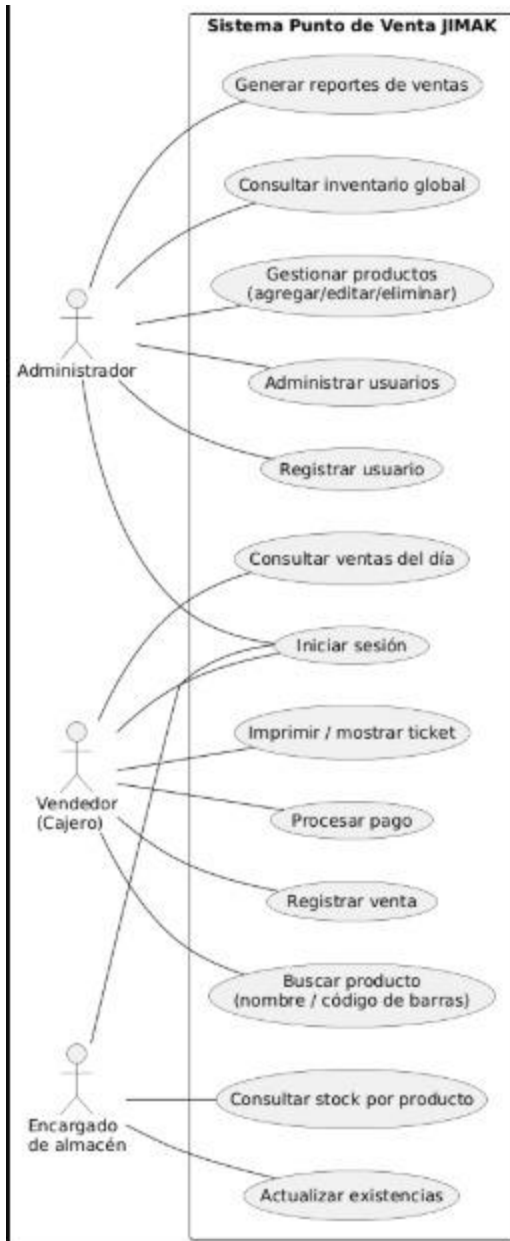 Sistema Punto de Venta JIMAK
Generar reportes de ventas
Consultar inventario global
Gestionar productos
(agregar/editar/eliminar)
Administrador
Administrar usuarios
Registrar usuario
Consultar ventas del día
Iniciar sesión
Imprimir / mostrar ticket
Vendedor
(Cajero)
Procesar pago
Registrar venta
Buscar producto
(nombre / código de barras)
Consultar stock por producto
Encargado
de almacén
Actualizar existencias